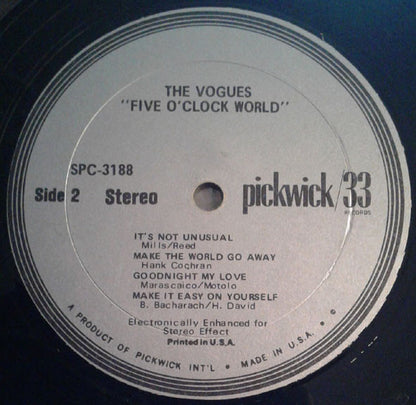 THE VOGUES
"FIVE O'CLOCK WORLD"
SPC-3188
Side 2 Stereo
pickwick/33
RECORDS
IT'S NOT UNUSUAL
Mills/Reed
MAKE THE WORLD GO AWAY
Hank Cochran
GOODNIGHT MY LOVE
Marascaico/Motolo
MAKE IT EASY ON YOURSELF
B. Bacharach/H. David
Electronically Enhanced for
Stereo Effect
Printed in U.S.A.
A PRODUCT OF PICKWICK INT'L • MADE IN U.S.A. • ©